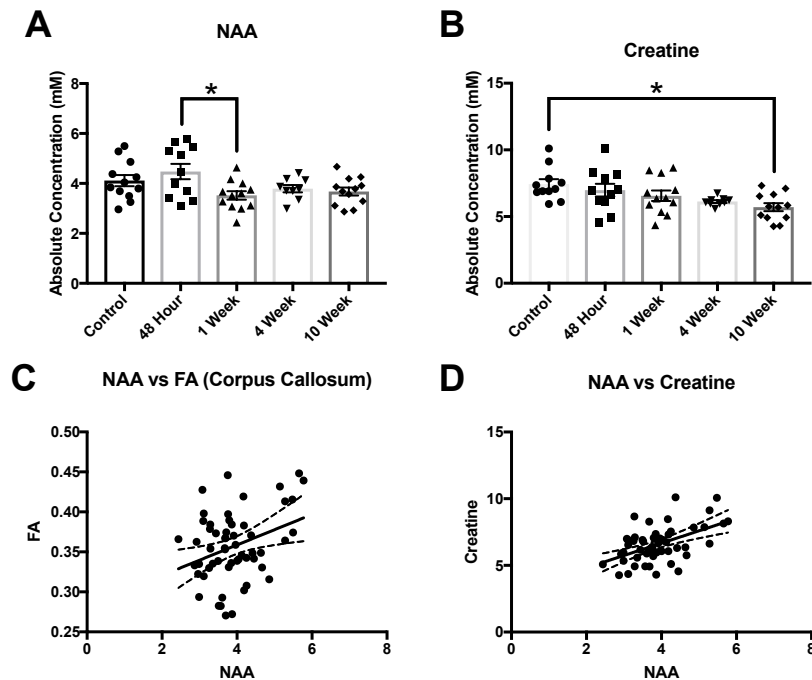 A
NAA
Absolute Concentration (mM)
8
6
4
2
0
*
Control
48 Hour
1 Week
4 Week
10 Week
B
Creatine
Absolute Concentration (mM)
15
10
5
0
*
Control
48 Hour
1 Week
4 Week
10 Week
C
NAA vs FA (Corpus Callosum)
FA
0.50
0.45
0.40
0.35
0.30
0.25
0
2
4
6
8
NAA
D
NAA vs Creatine
Creatine
15
10
5
0
0
2
4
6
8
NAA